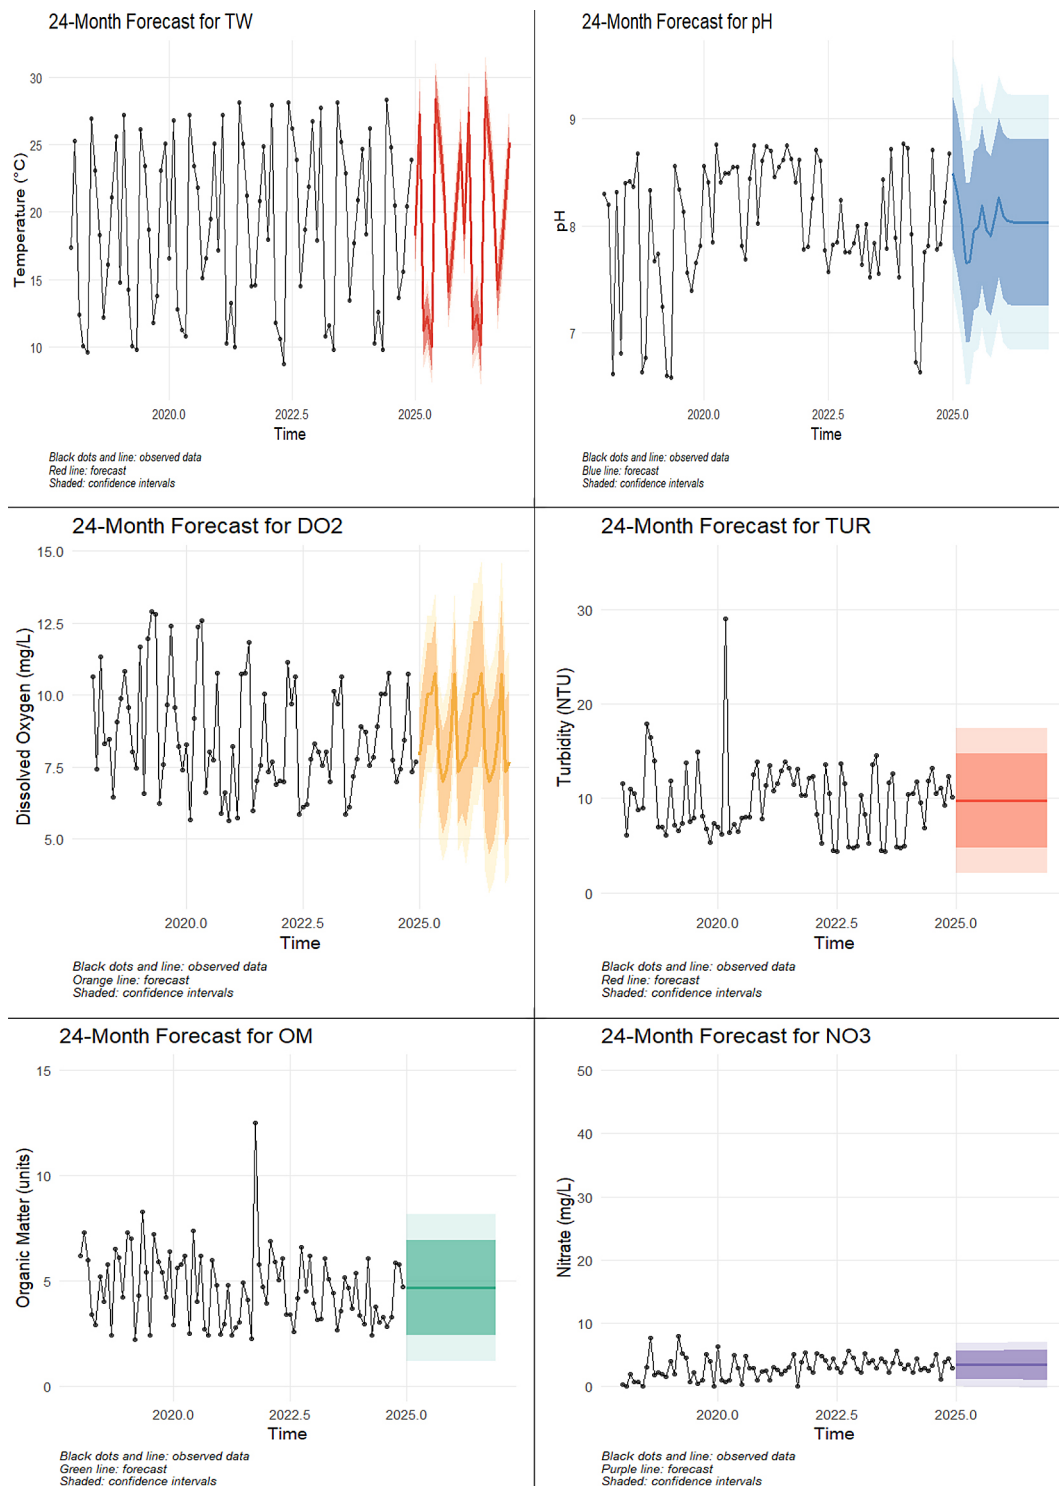 24-Month Forecast for TW
Temperature (°C)
30
25
20
15
10
2020.0 2022.5 2025.0
Time
Black dots and line: observed data
Red line: forecast
Shaded: confidence intervals
24-Month Forecast for pH
pH
9
8
7
2020.0 2022.5 2025.0
Time
Black dots and line: observed data
Blue line: forecast
Shaded: confidence intervals
24-Month Forecast for DO2
Dissolved Oxygen (mg/L)
15.0
12.5
10.0
7.5
5.0
2020.0 2022.5 2025.0
Time
Black dots and line: observed data
Orange line: forecast
Shaded: confidence intervals
24-Month Forecast for TUR
Turbidity (NTU)
30
20
10
0
2020.0 2022.5 2025.0
Time
Black dots and line: observed data
Red line: forecast
Shaded: confidence intervals
24-Month Forecast for OM
Organic Matter (units)
15
10
5
0
2020.0 2022.5 2025.0
Time
Black dots and line: observed data
Green line: forecast
Shaded: confidence intervals
24-Month Forecast for NO3
Nitrate (mg/L)
50
40
30
20
10
0
2020.0 2022.5 2025.0
Time
Black dots and line: observed data
Purple line: forecast
Shaded: confidence intervals